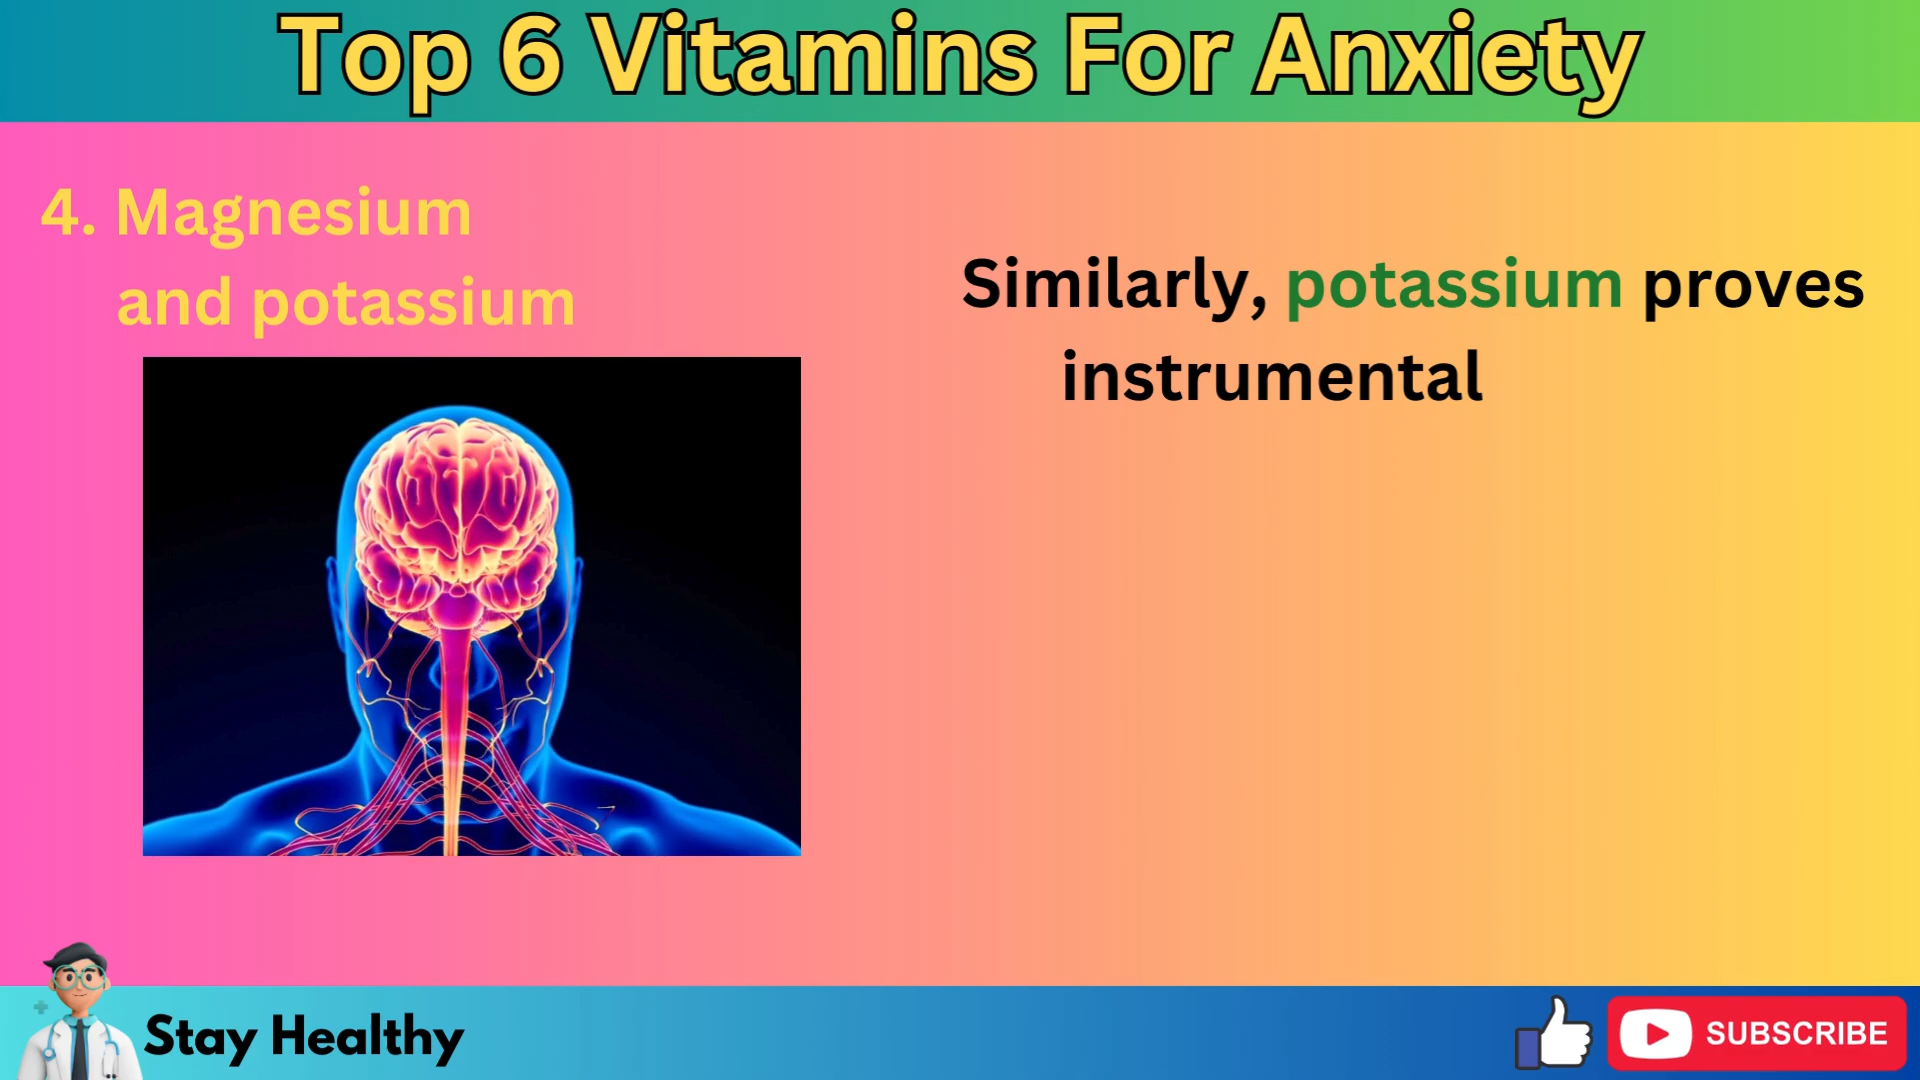 Top 6 Vitamins For Anxiety
4. Magnesium
and potassium
Similarly, potassium proves
instrumental
Stay Healthy
SUBSCRIBE